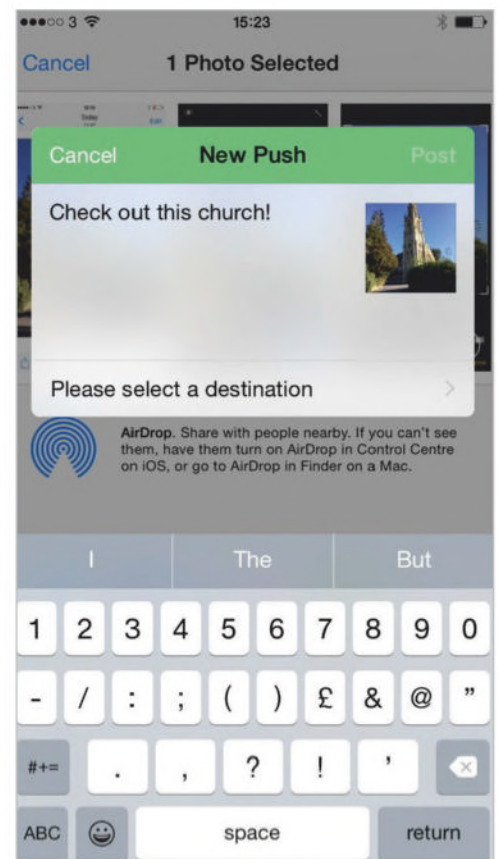 3 15:23
Cancel 1 Photo Selected
Today
Edit
Cancel New Push Post
Check out this church!
Please select a destination
AirDrop. Share with people nearby. If you can't see
them, have them turn on AirDrop in Control Centre
on iOS, or go to AirDrop in Finder on a Mac.
I The But
1 2 3 4 5 6 7 8 9 0
- / : ; ( ) £ & @ "
#+= . , ? ! '
ABC space return